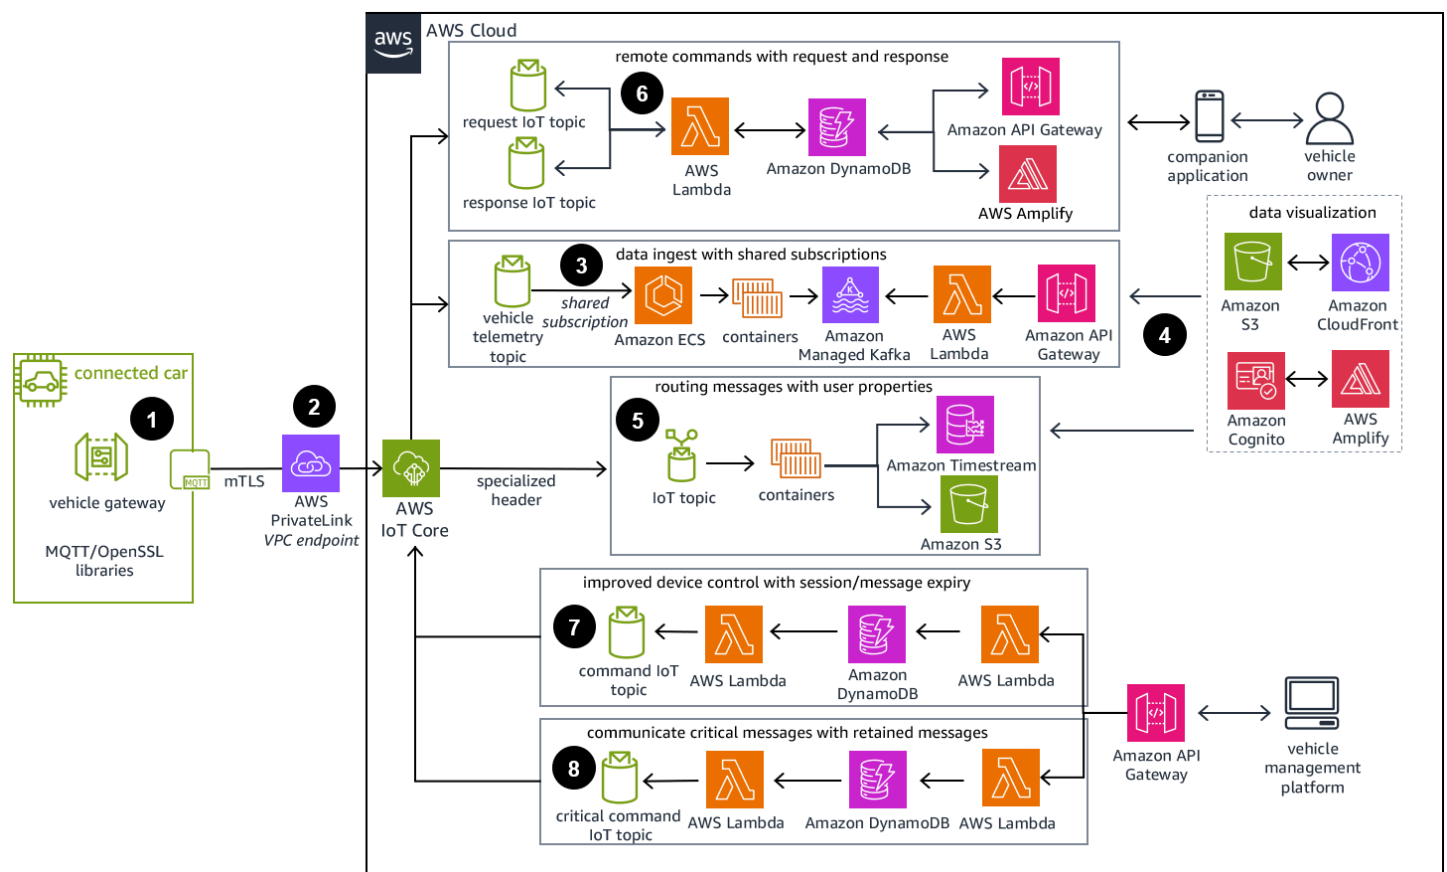 aws
AWS Cloud
remote commands with request and response
6
request IoT topic
response IoT topic
AWS
Lambda
Amazon DynamoDB
Amazon API Gateway
AWS Amplify
companion
application
vehicle
owner
data visualization
Amazon
S3
Amazon
CloudFront
Amazon
Cognito
AWS
Amplify
3
data ingest with shared subscriptions
vehicle
telemetry
topic
shared
subscription
Amazon ECS
containers
K
Amazon
Managed Kafka
AWS
Lambda
Amazon API
Gateway
4
connected car
1
vehicle gateway
MQTT
MQTT/OpenSSL
libraries
mTLS
2
AWS
PrivateLink
VPC endpoint
AWS
IoT Core
specialized
header
routing messages with user properties
5
IoT topic
containers
Amazon Timestream
Amazon S3
improved device control with session/message expiry
7
command IoT
topic
AWS Lambda
Amazon
DynamoDB
AWS Lambda
communicate critical messages with retained messages
8
critical command
IoT topic
AWS Lambda
Amazon DynamoDB
AWS Lambda
Amazon API
Gateway
vehicle
management
platform